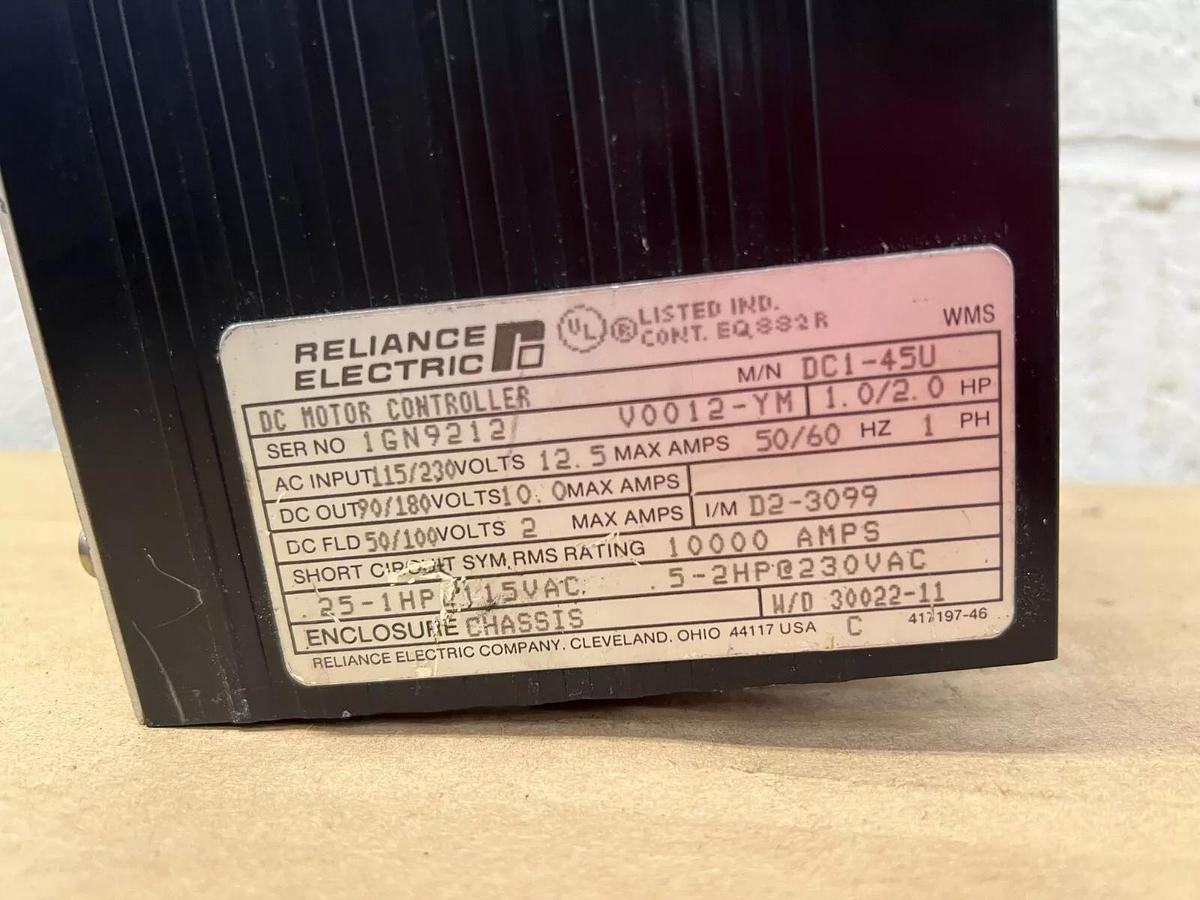 RELIANCE
ELECTRIC
UL ® LISTED IND.
CONT. EQ 882R
WMS
DC MOTOR CONTROLLER M/N DC1-45U
SER NO 1GN9212 V0012-YM 1.0/2.0 HP
AC INPUT 115/230 VOLTS 12.5 MAX AMPS 50/60 HZ 1 PH
DC OUT 90/180 VOLTS 10.0 MAX AMPS
DC FLD 50/100 VOLTS 2 MAX AMPS I/M D2-3099
SHORT CIRCUIT SYM. RMS RATING 10000 AMPS
.25-1HP@115VAC, .5-2HP@230VAC
ENCLOSURE CHASSIS W/D 30022-11
RELIANCE ELECTRIC COMPANY. CLEVELAND. OHIO 44117 USA C 417197-46